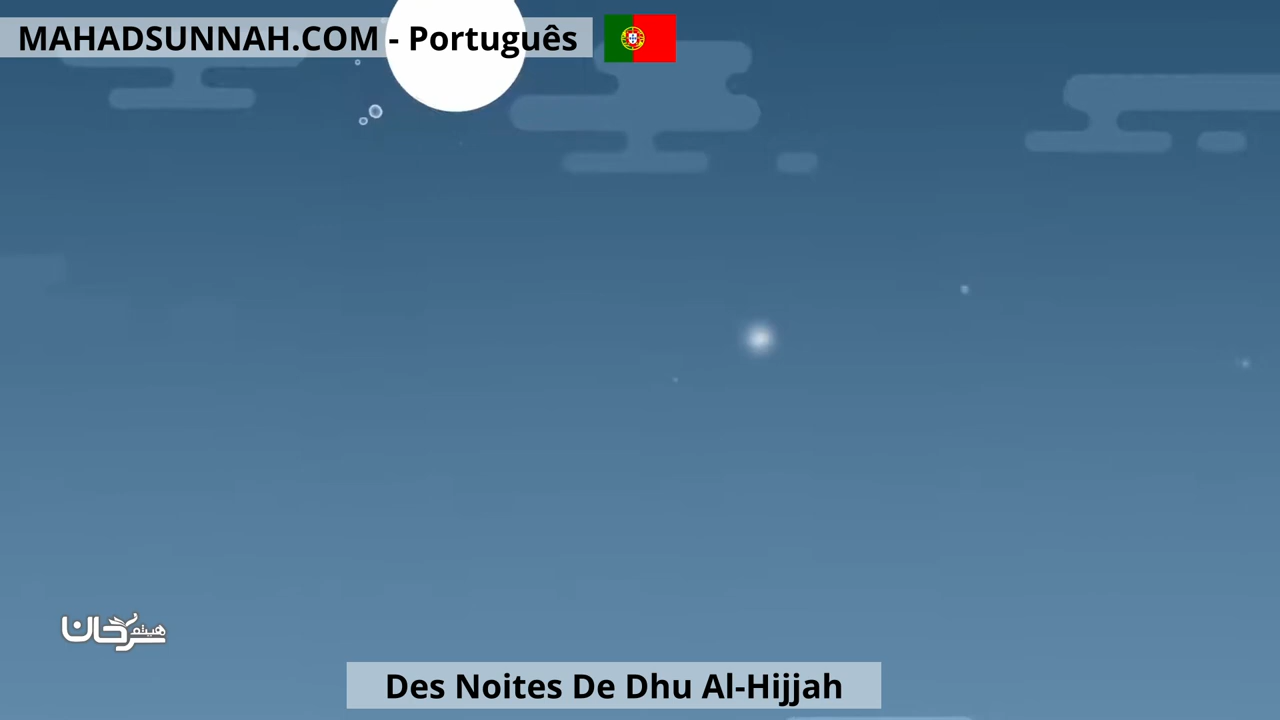 MAHADSUNNAH.COM - Português
هيثم
سرحان
Des Noites De Dhu Al-Hijjah